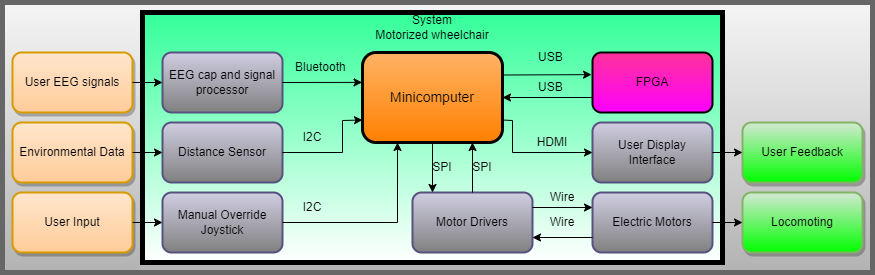 System
Motorized wheelchair
User EEG signals
EEG cap and signal
processor
Bluetooth
Minicomputer
USB
USB
FPGA
Environmental Data
Distance Sensor
I2C
HDMI
User Display
Interface
User Feedback
SPI
SPI
User Input
Manual Override
Joystick
I2C
Motor Drivers
Wire
Wire
Electric Motors
Locomoting